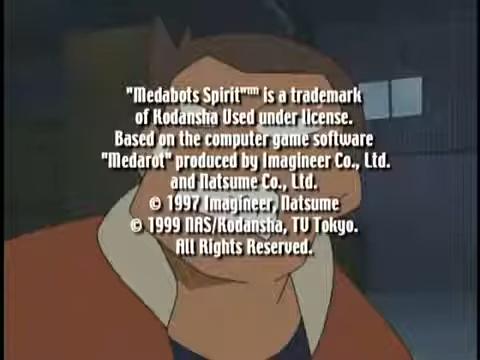 "Medabots Spirit"™ is a trademark
of Kodansha Used under license.
Based on the computer game software
"Medarot" produced by Imagineer Co., Ltd.
and Natsume Co., Ltd.
© 1997 Imagineer, Natsume
© 1999 NAS/Kodansha, TV Tokyo.
All Rights Reserved.